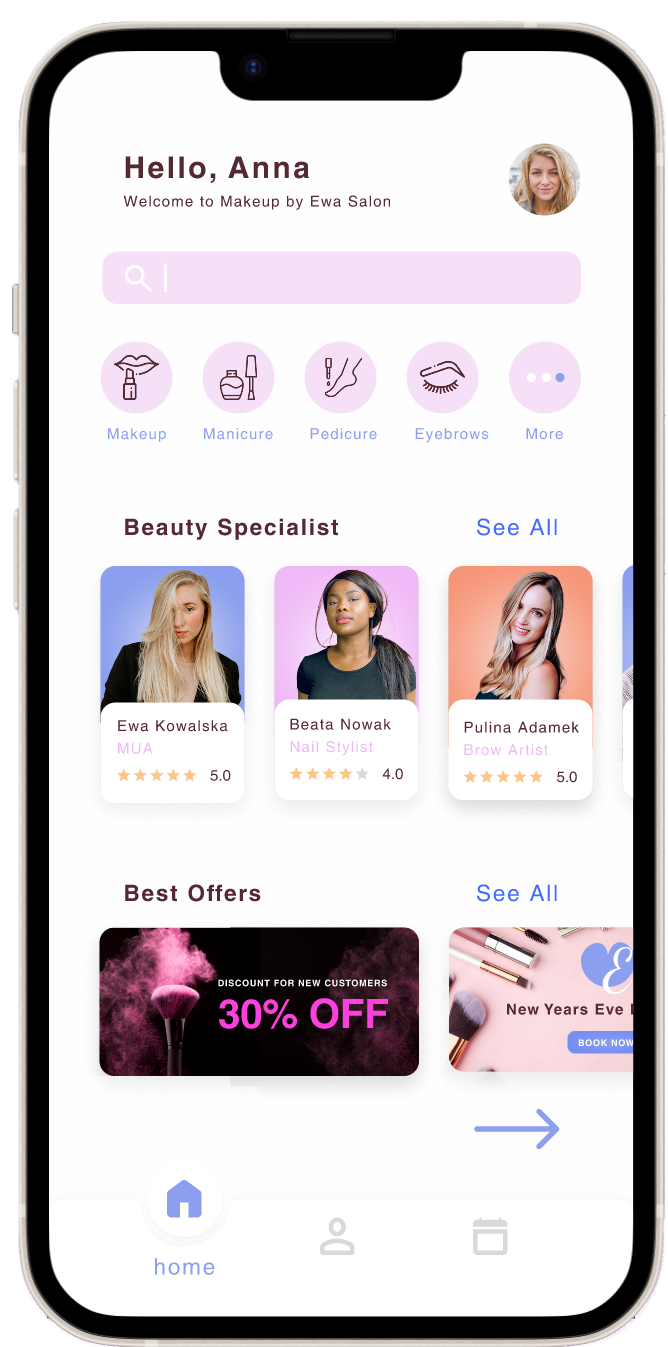 Hello, Anna
Welcome to Makeup by Ewa Salon
Makeup Manicure Pedicure Eyebrows More
Beauty Specialist See All
Ewa Kowalska
MUA
5.0
Beata Nowak
Nail Stylist
4.0
Pulina Adamek
Brow Artist
5.0
Best Offers See All
DISCOUNT FOR NEW CUSTOMERS
30% OFF
E
New Years Eve
BOOK NOW
home